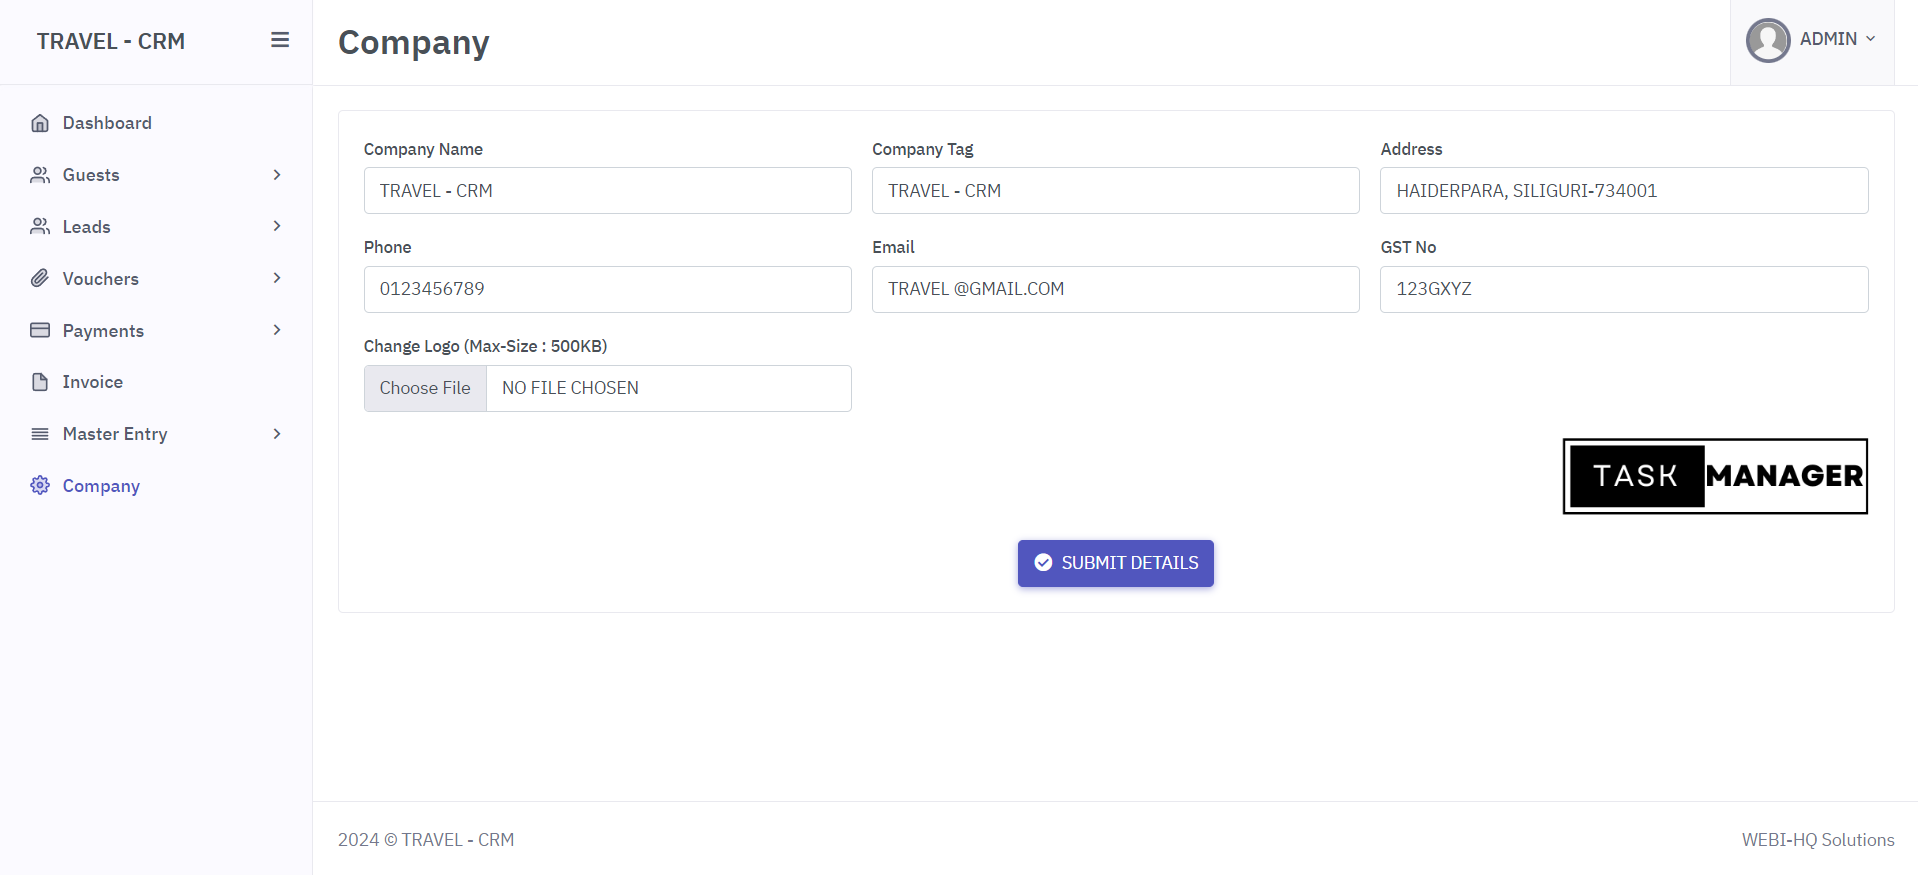 TRAVEL - CRM
Company
ADMIN
Dashboard
Guests
Leads
Vouchers
Payments
Invoice
Master Entry
Company
Company Name
Company Tag
Address
TRAVEL - CRM
TRAVEL - CRM
HAIDERPARA, SILIGURI-734001
Phone
Email
GST No
0123456789
TRAVEL @GMAIL.COM
123GXYZ
Change Logo (Max-Size : 500KB)
Choose File
NO FILE CHOSEN
TASK MANAGER
SUBMIT DETAILS
2024 © TRAVEL - CRM
WEBI-HQ Solutions